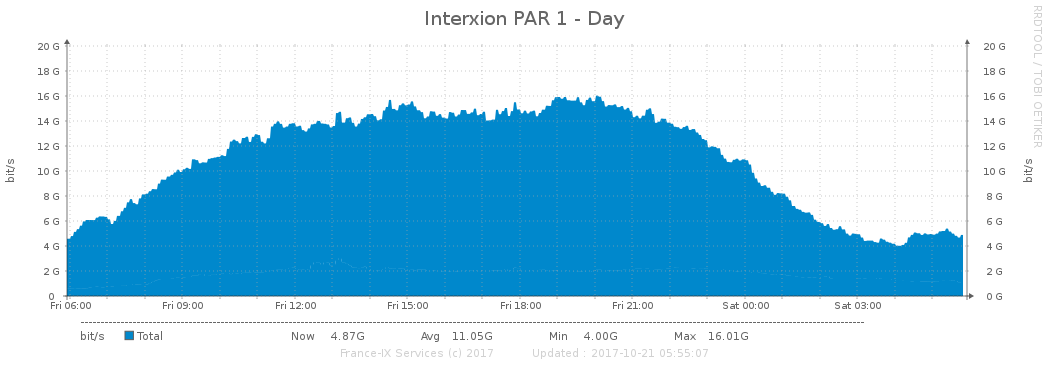 Interxion PAR 1 - Day
RRDTOOL / TOBI OETIKER
20 G 20 G
18 G 18 G
16 G 16 G
14 G 14 G
12 G 12 G
10 G 10 G
8 G 8 G
6 G 6 G
4 G 4 G
2 G 2 G
0 0 G
bit/s bit/s
Fri 06:00 Fri 09:00 Fri 12:00 Fri 15:00 Fri 18:00 Fri 21:00 Sat 00:00 Sat 03:00
bit/s Total Now 4.87G Avg 11.05G Min 4.00G Max 16.01G
France-IX Services (c) 2017 Updated : 2017-10-21 05:55:07